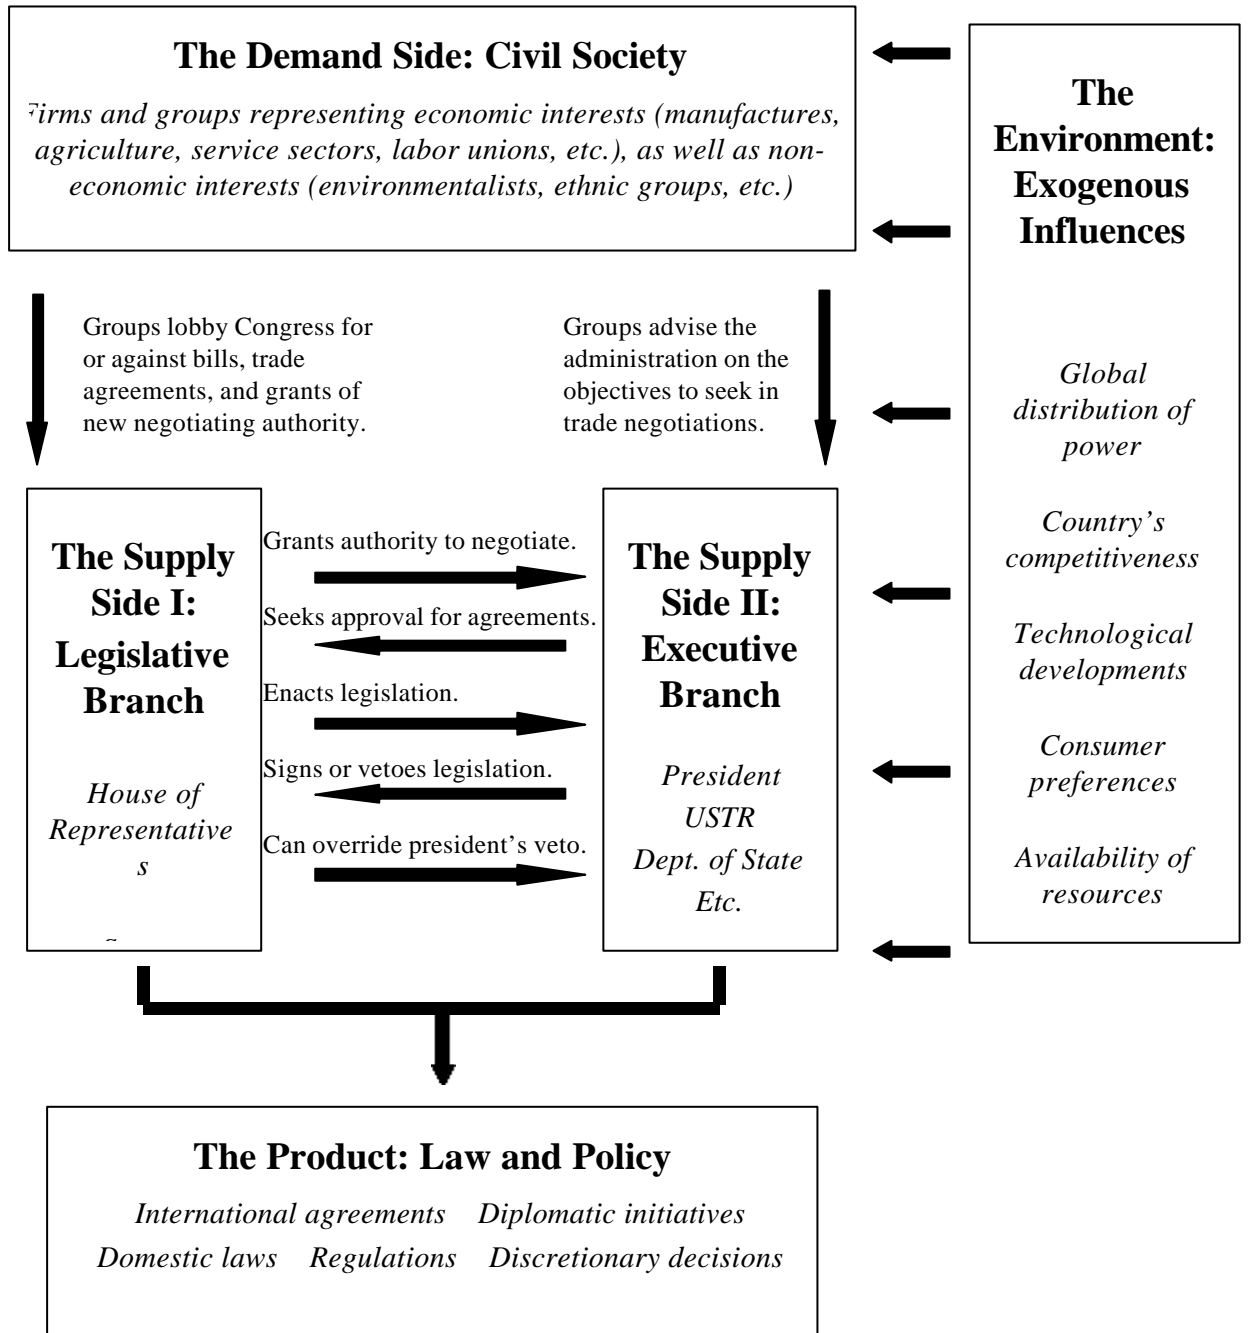 The Demand Side: Civil Society
Firms and groups representing economic interests (manufactures,
agriculture, service sectors, labor unions, etc.), as well as non-
economic interests (environmentalists, ethnic groups, etc.)
The
Environment:
Exogenous
Influences
Global
distribution of
power
Country’s
competitiveness
Technological
developments
Consumer
preferences
Availability of
resources
Groups lobby Congress for
or against bills, trade
agreements, and grants of
new negotiating authority.
Groups advise the
administration on the
objectives to seek in
trade negotiations.
The Supply
Side I:
Legislative
Branch
House of
Representative
s
Grants authority to negotiate.
Seeks approval for agreements.
Enacts legislation.
Signs or vetoes legislation.
Can override president’s veto.
The Supply
Side II:
Executive
Branch
President
USTR
Dept. of State
Etc.
The Product: Law and Policy
International agreements Diplomatic initiatives
Domestic laws Regulations Discretionary decisions